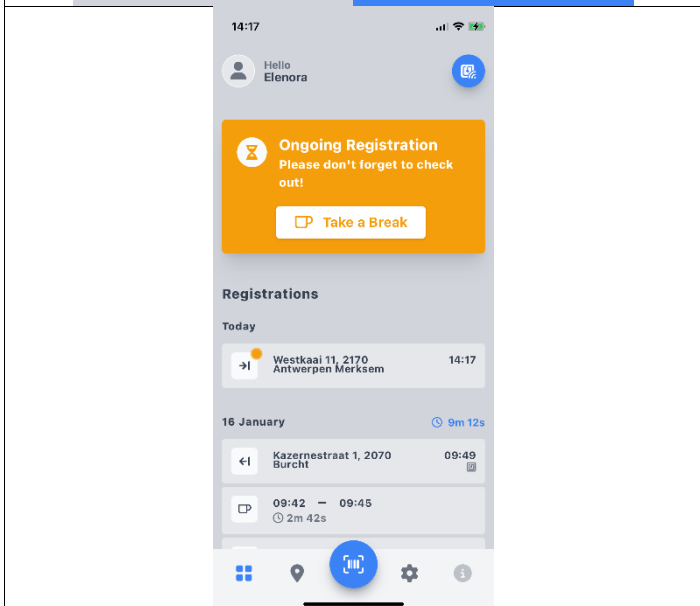 14:17
Hello
Elenora
Ongoing Registration
Please don't forget to check
out!
Take a Break
Registrations
Today
Westkaai 11, 2170
Antwerpen Merksem
14:17
16 January
9m 12s
Kazernestraat 1, 2070
Burcht
09:49
09:42 – 09:45
2m 42s